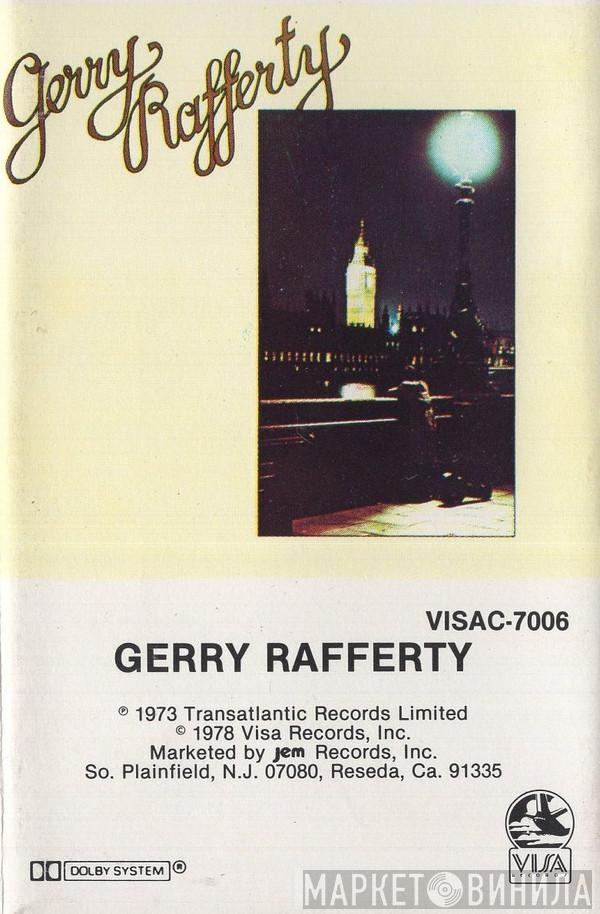 Gerry Rafferty
VISAC-7006
GERRY RAFFERTY
℗ 1973 Transatlantic Records Limited
© 1978 Visa Records, Inc.
Marketed by jem Records, Inc.
So. Plainfield, N.J. 07080, Reseda, Ca. 91335
VISA
RECORDS
DOLBY SYSTEM ®
МАРКЕТ ВИНИЛА